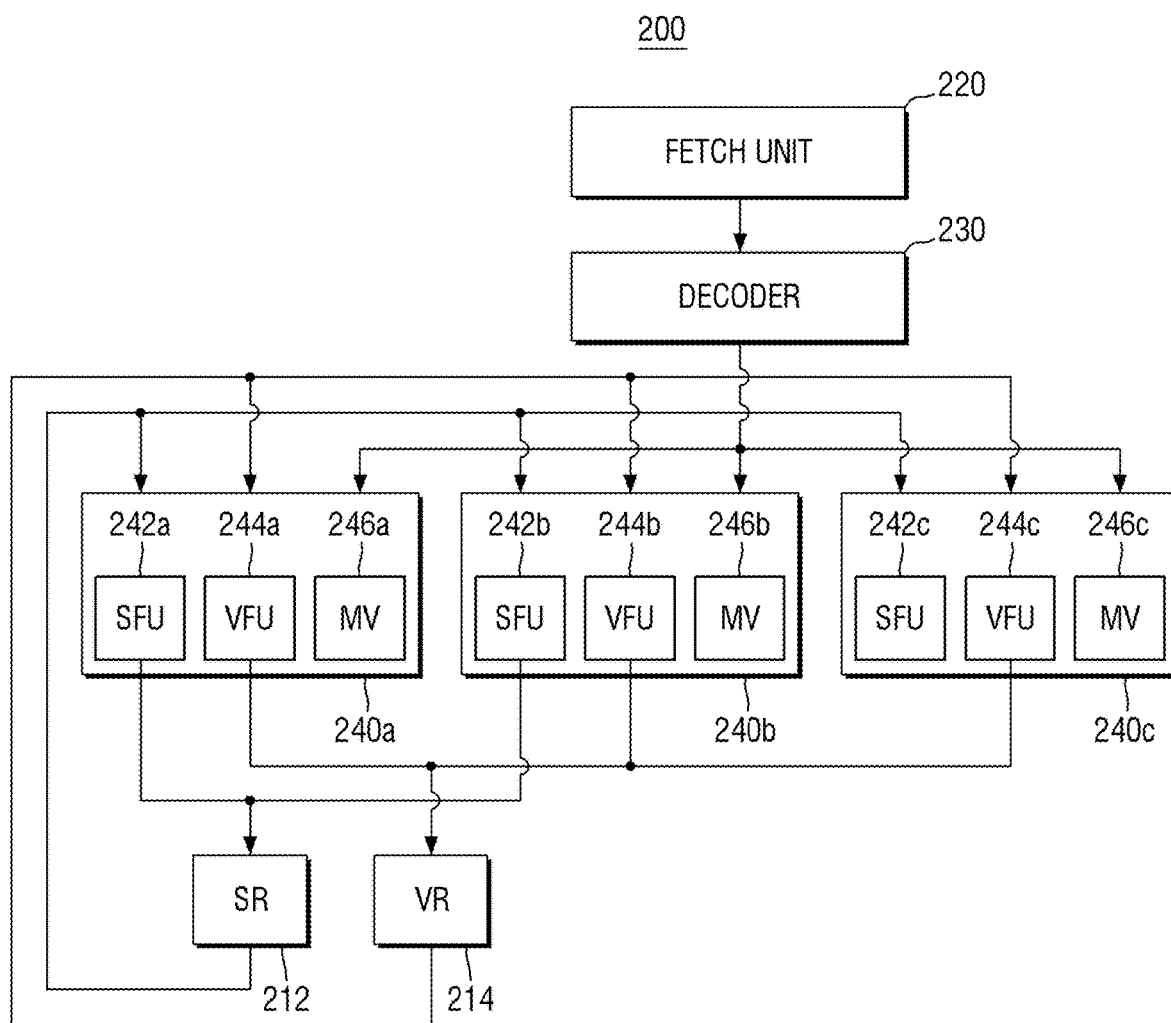 200
220
FETCH UNIT
230
DECODER
242a 244a 246a
SFU VFU MV
240a
242b 244b 246b
SFU VFU MV
240b
242c 244c 246c
SFU VFU MV
240c
SR
212
VR
214